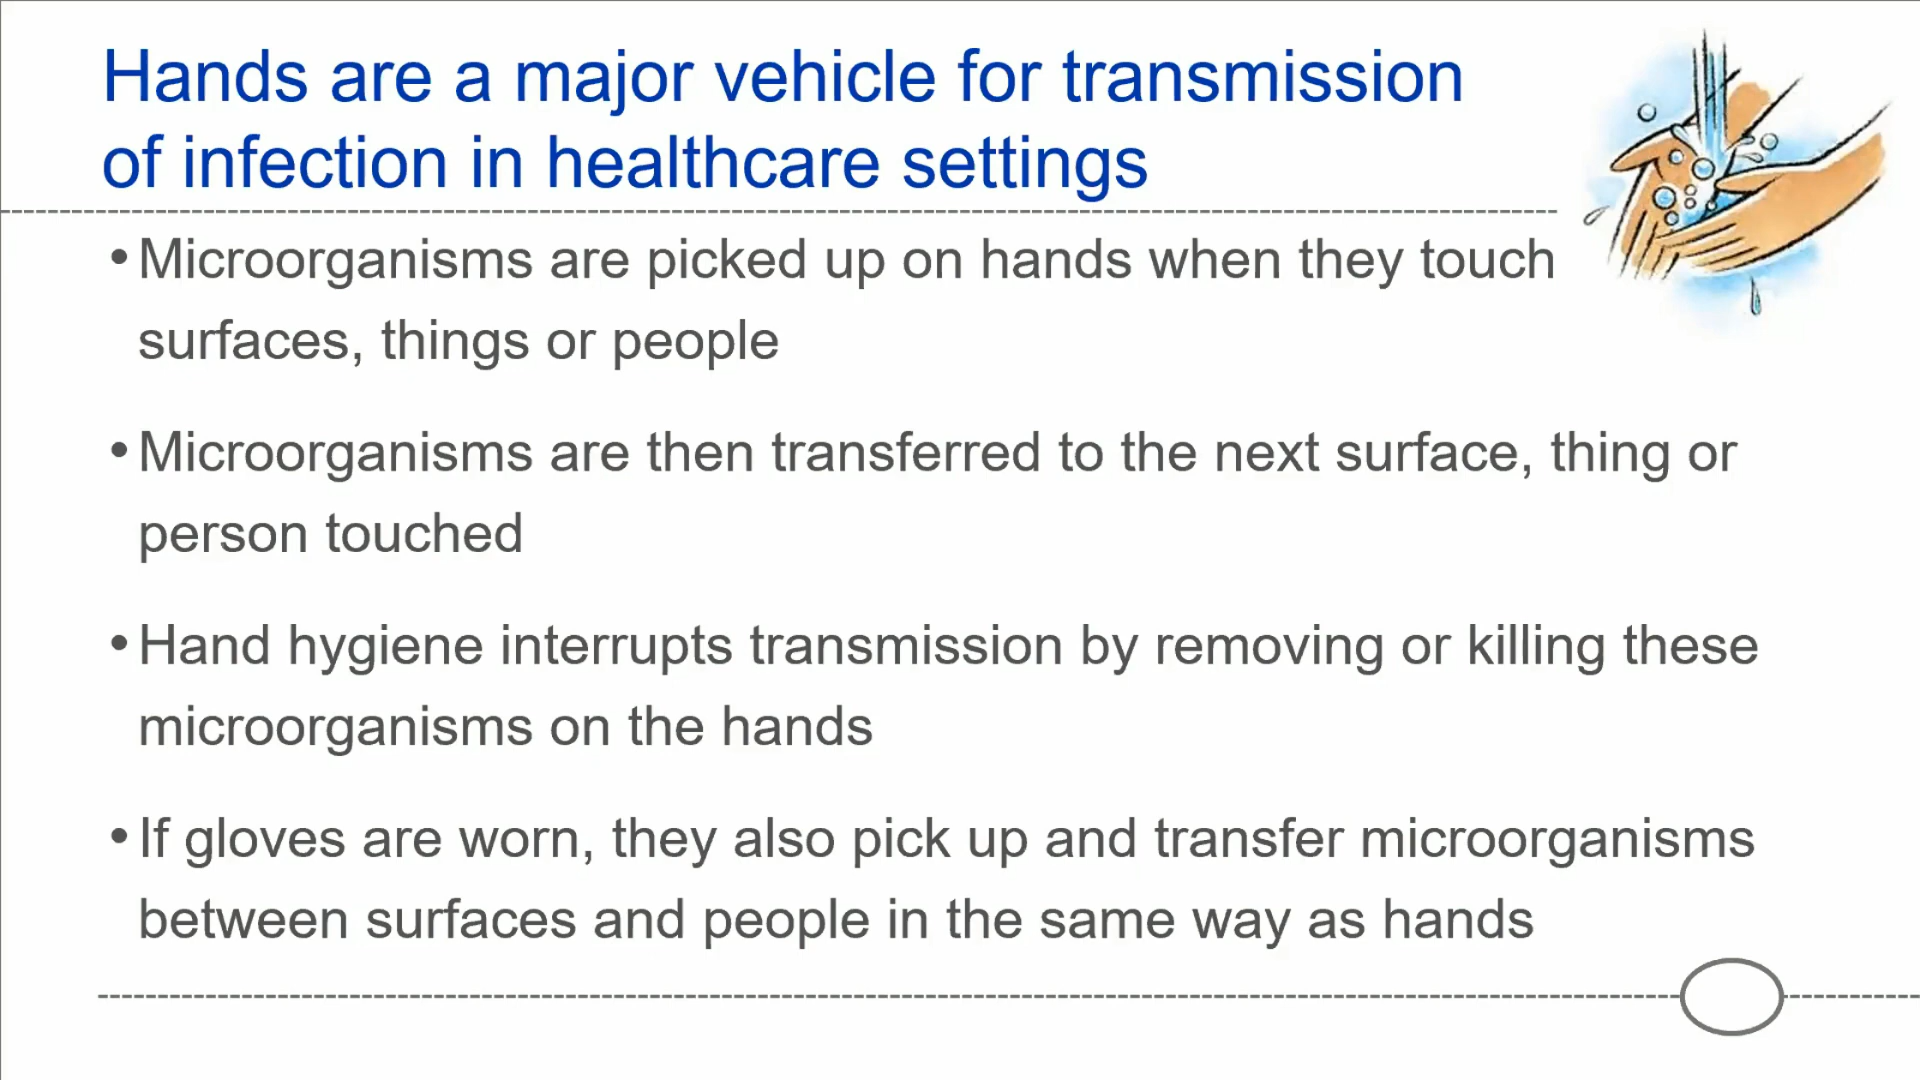 Hands are a major vehicle for transmission
of infection in healthcare settings
•Microorganisms are picked up on hands when they touch
surfaces, things or people
•Microorganisms are then transferred to the next surface, thing or
person touched
•Hand hygiene interrupts transmission by removing or killing these
microorganisms on the hands
•If gloves are worn, they also pick up and transfer microorganisms
between surfaces and people in the same way as hands